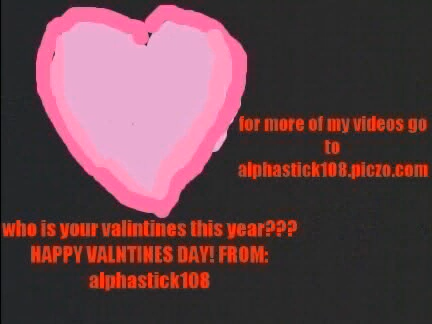 for more of my videos go
to
alphastick108.piczo.com
who is your valintines this year???
HAPPY VALNTINES DAY! FROM:
alphastick108